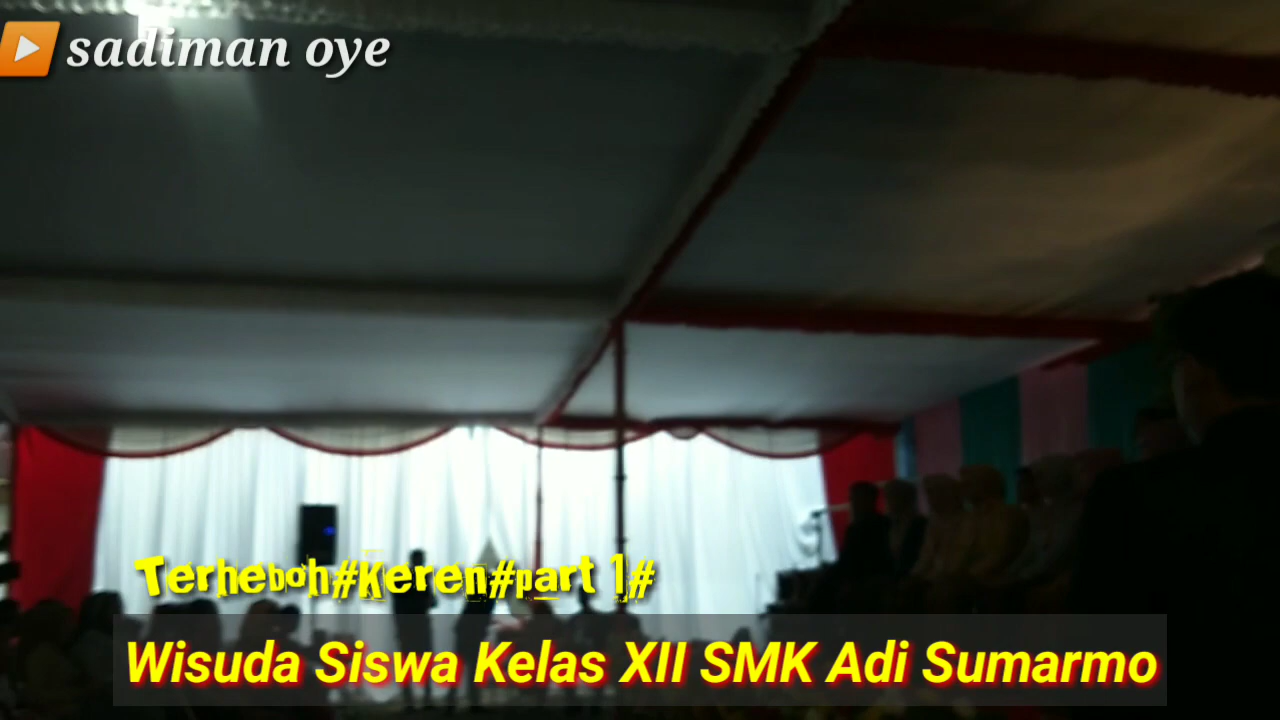 sadiman oye
Terheboh#Keren#part 1#
Wisuda Siswa Kelas XII SMK Adi Sumarmo